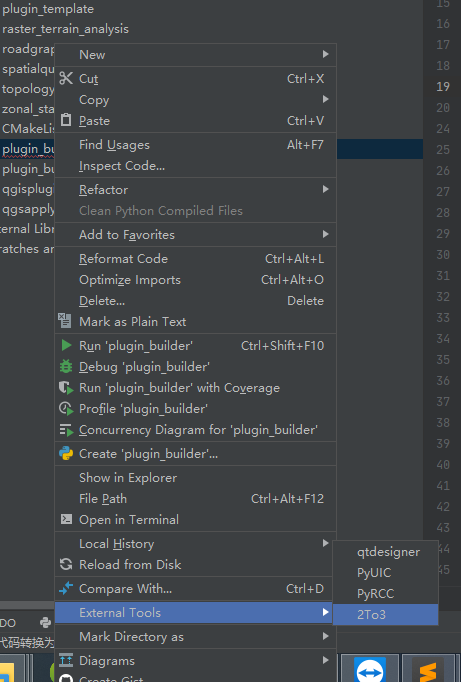 plugin_template
raster_terrain_analysis
roadgrap
spatialqu
topology
zonal_sta
CMakeLis
plugin_bu
plugin_bu
qgisplug
qgsapply
ternal Libr
ratches ar
New
Cut Ctrl+X
Copy
Paste Ctrl+V
Find Usages Alt+F7
Inspect Code...
Refactor
Clean Python Compiled Files
Add to Favorites
Reformat Code Ctrl+Alt+L
Optimize Imports Ctrl+Alt+O
Delete... Delete
Mark as Plain Text
Run 'plugin_builder' Ctrl+Shift+F10
Debug 'plugin_builder'
Run 'plugin_builder' with Coverage
Profile 'plugin_builder'
Concurrency Diagram for 'plugin_builder'
Create 'plugin_builder'...
Show in Explorer
File Path Ctrl+Alt+F12
Open in Terminal
Local History
Reload from Disk
Compare With... Ctrl+D
External Tools
Mark Directory as
Diagrams
Create Gist
qtdesigner
PyUIC
PyRCC
2To3
DO
代码转换为
15
16
17
18
19
20
24
25
26
27
28
29
30
31
32
33
34
35
36
37
38
39
40
41
42
43
44
45